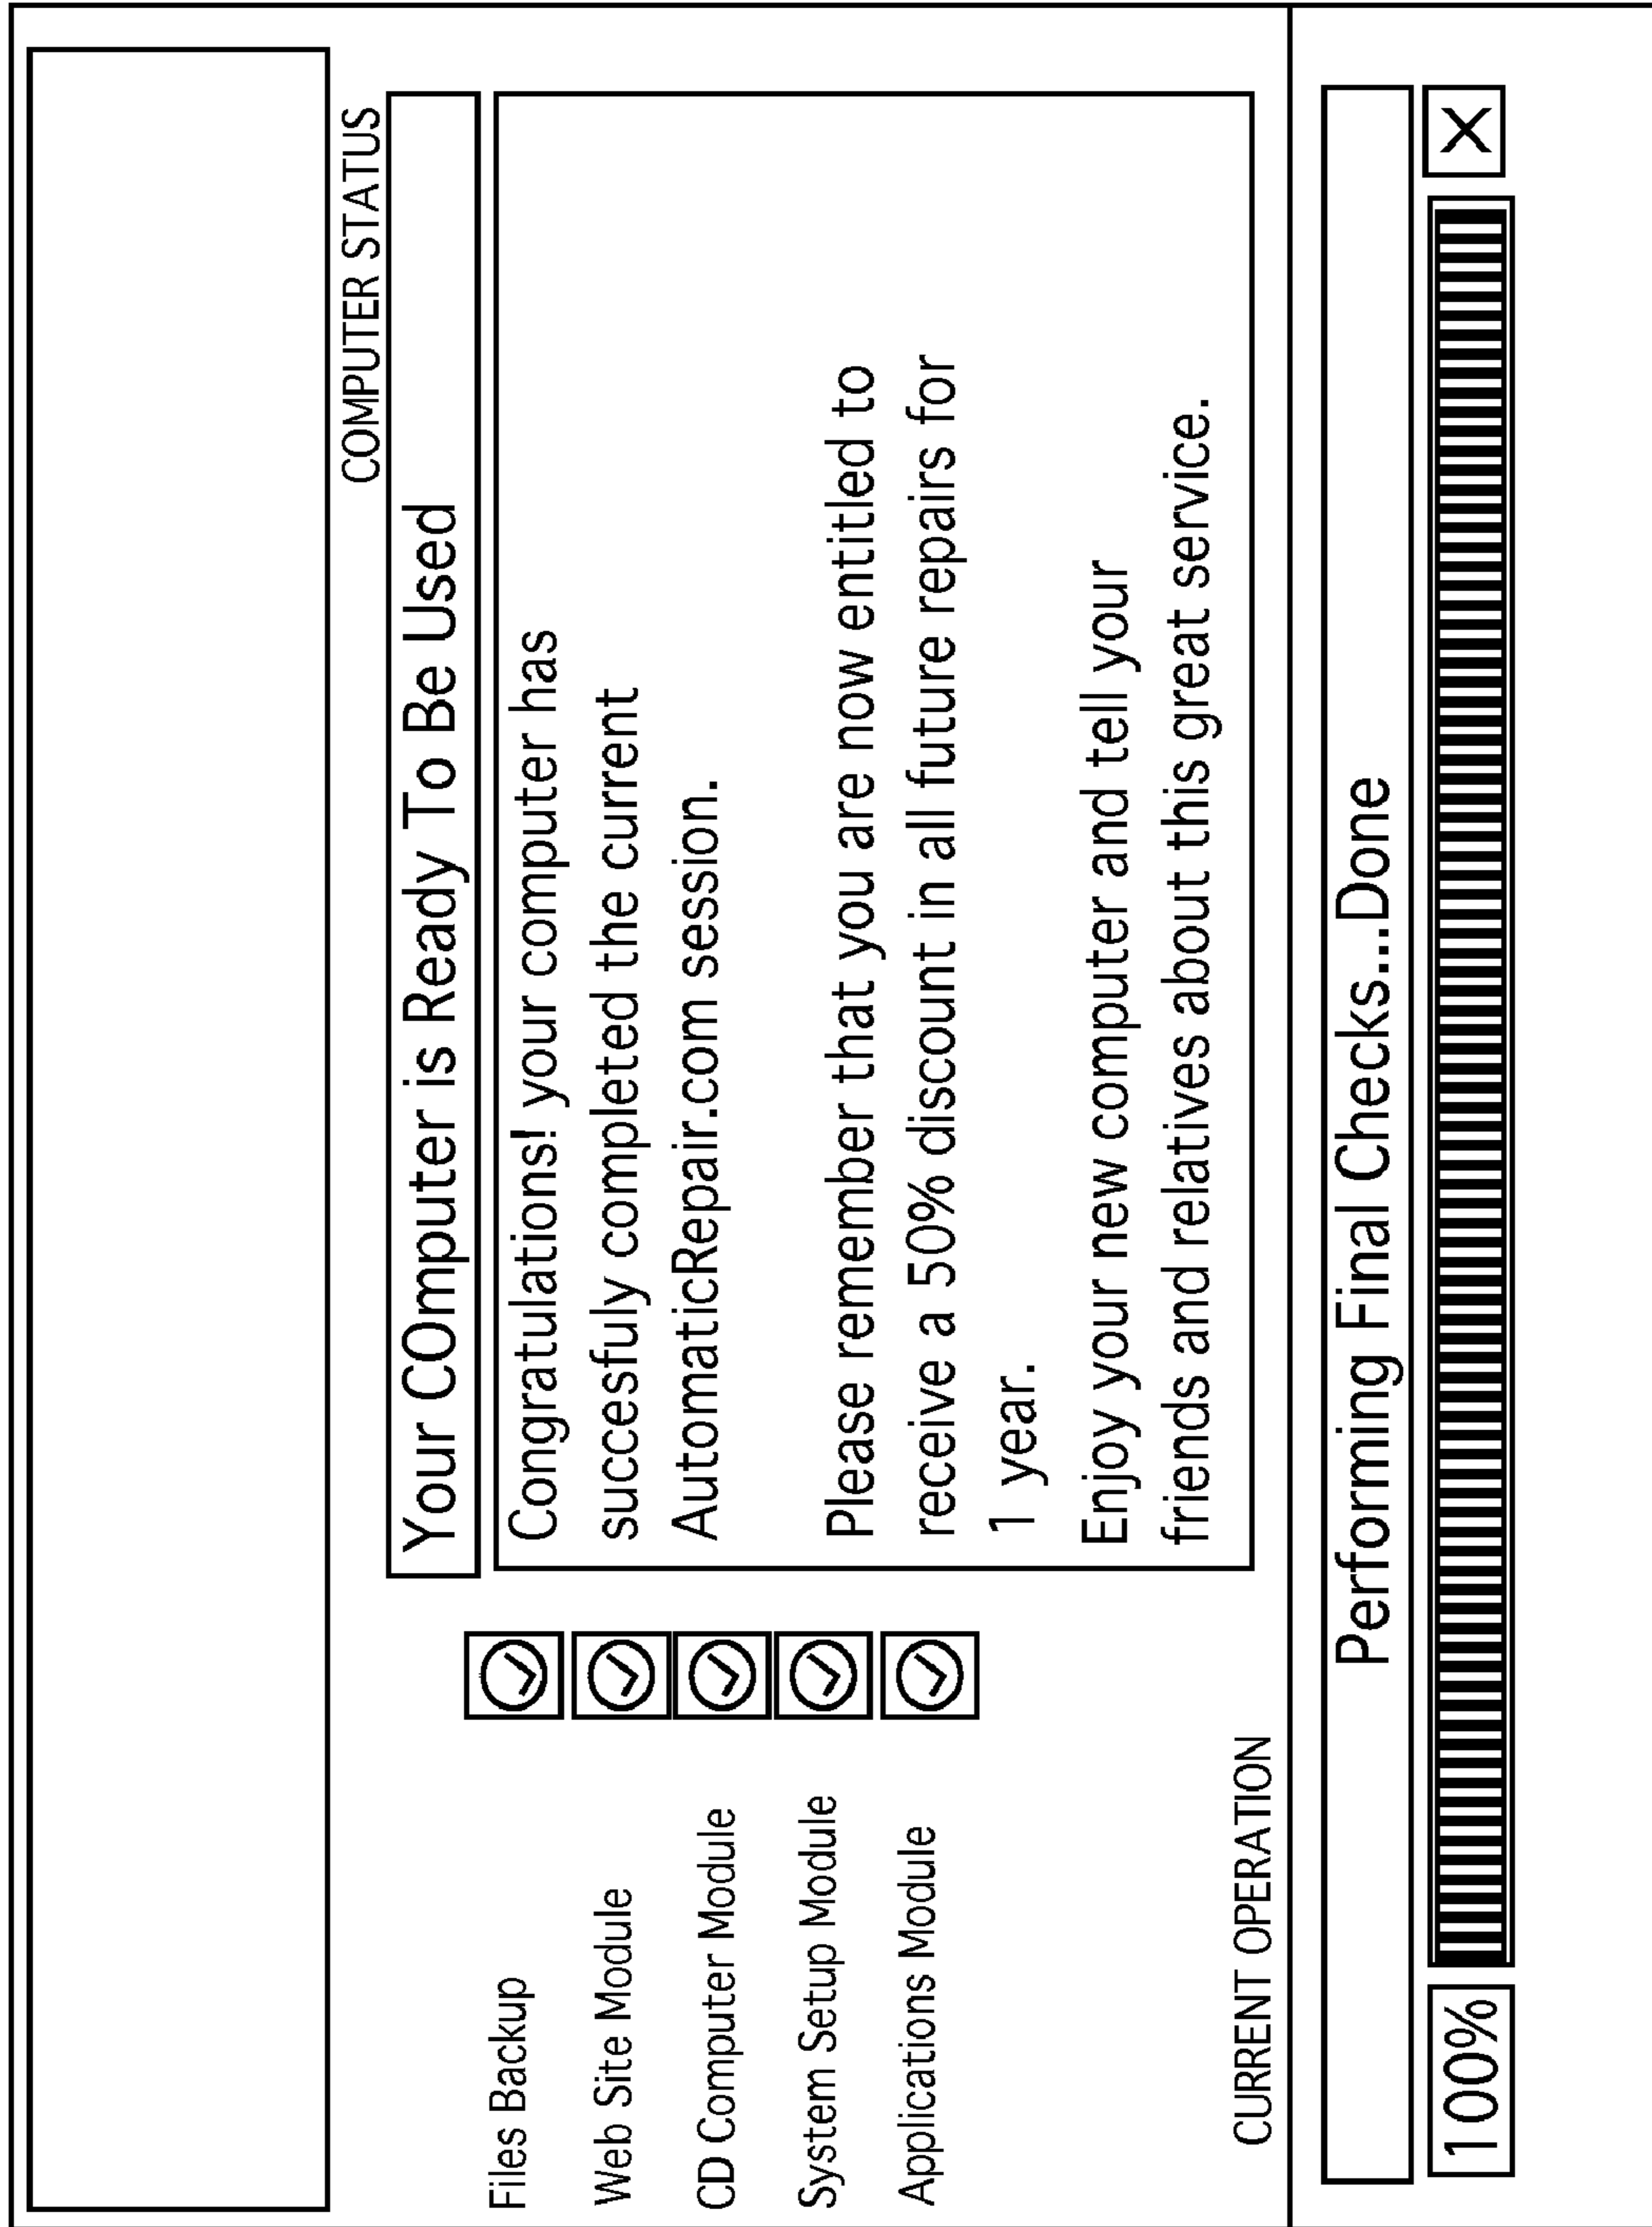 COMPUTER STATUS
Your COmputer is Ready To Be Used
Files Backup
Web Site Module
CD Computer Module
System Setup Module
Applications Module
Congratulations! your computer has
succesfuly completed the current
AutomaticRepair.com session.
Please remember that you are now entitled to
receive a 50% discount in all future repairs for
1 year.
Enjoy your new computer and tell your
friends and relatives about this great service.
CURRENT OPERATION
Performing Final Checks...Done
100%
X